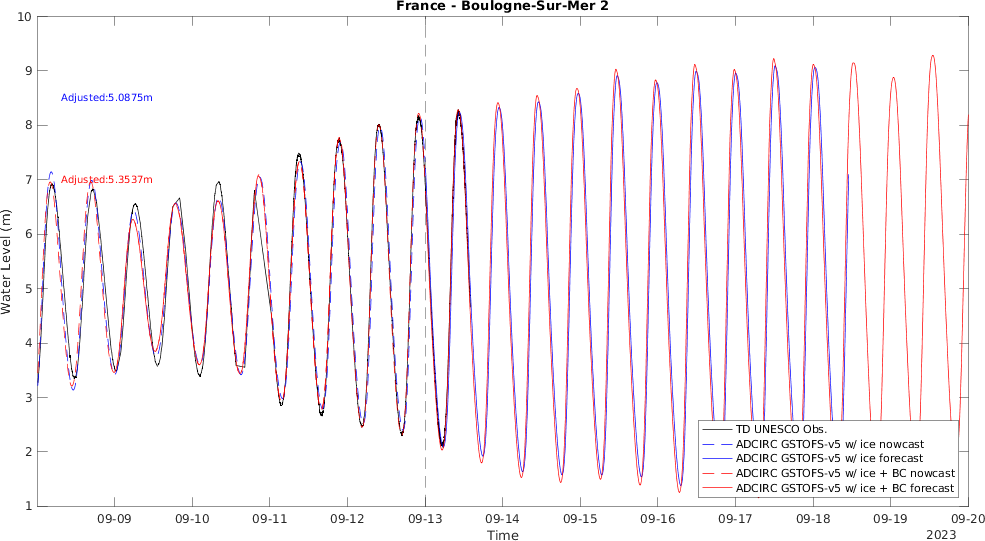 France - Boulogne-Sur-Mer 2
10
9
8
7
6
5
4
3
2
1
Water Level (m)
Adjusted:5.0875m
Adjusted:5.3537m
TD UNESCO Obs.
ADCIRC GSTOFS-v5 w/ ice nowcast
ADCIRC GSTOFS-v5 w/ ice forecast
ADCIRC GSTOFS-v5 w/ ice + BC nowcast
ADCIRC GSTOFS-v5 w/ ice + BC forecast
09-09 09-10 09-11 09-12 09-13 09-14 09-15 09-16 09-17 09-18 09-19 09-20
Time
2023